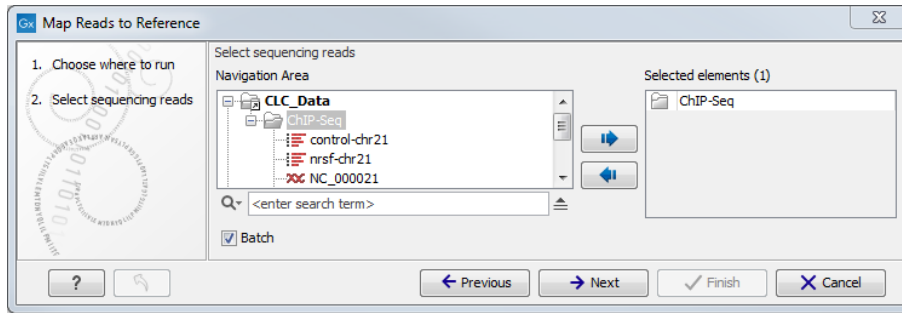 Gx Map Reads to Reference
1. Choose where to run
2. Select sequencing reads
Select sequencing reads
Navigation Area
CLC_Data
ChIP-Seq
control-chr21
nrsf-chr21
NC_000021
<enter search term>
Batch
Selected elements (1)
ChIP-Seq
?
Previous
Next
Finish
Cancel